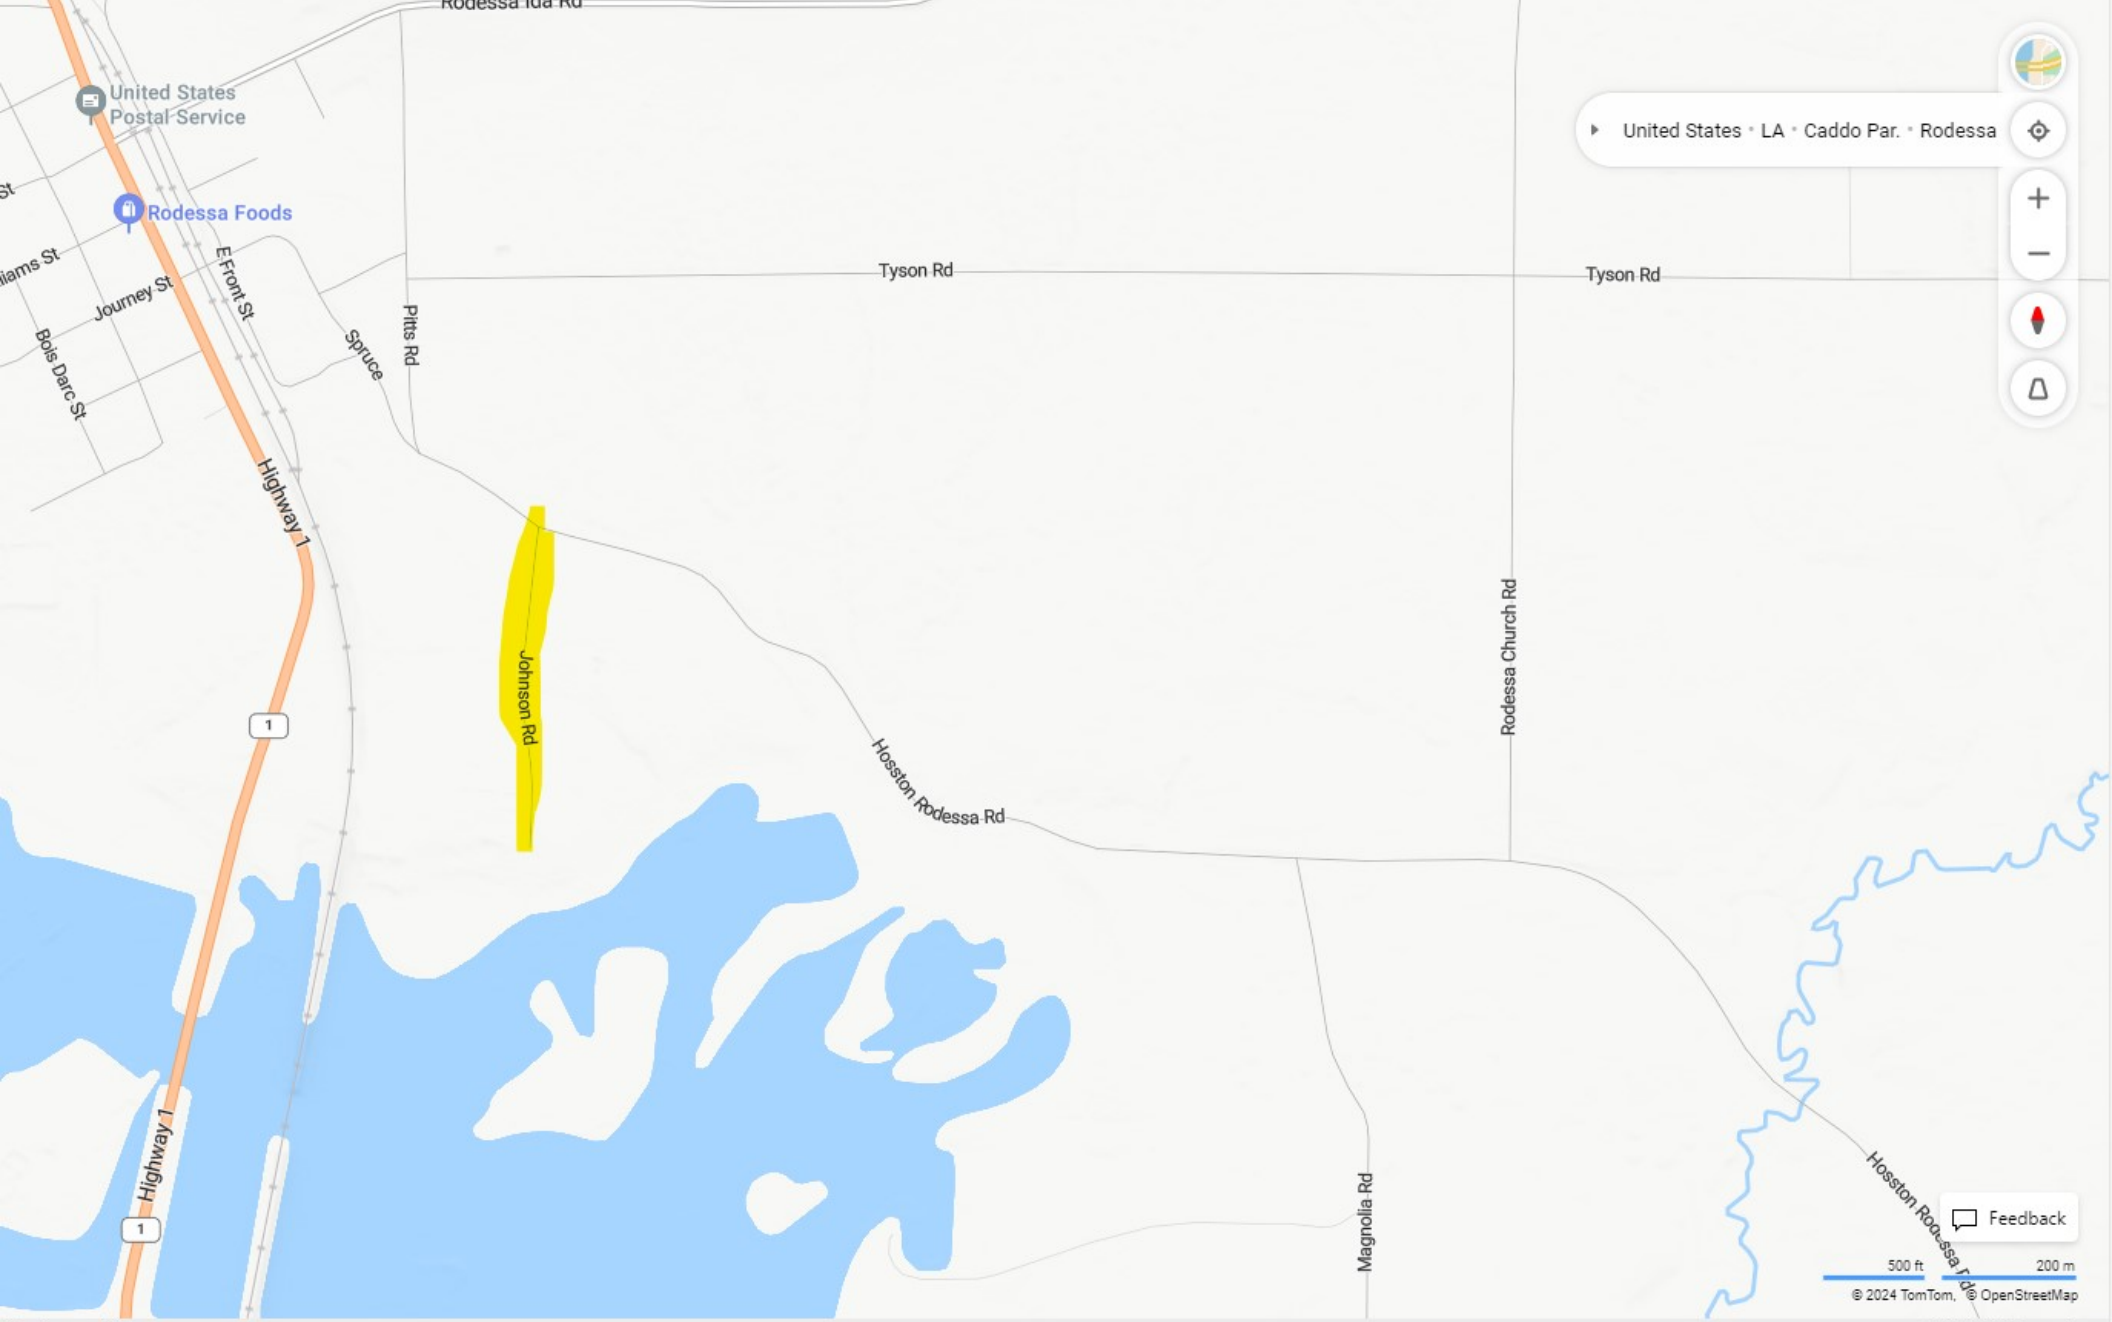 Rodessa Ida Rd
United States
Postal Service
United States • LA • Caddo Par. • Rodessa
St
Rodessa Foods
E Front St
liams St
Journey St
Tyson Rd
Tyson Rd
Pitts Rd
Spruce
Bois Darc St
Highway 1
Johnson Rd
Rodessa Church Rd
1
Hosston Rodessa Rd
Highway 1
1
Magnolia Rd
Hosston Rodessa Rd
Feedback
500 ft
200 m
© 2024 TomTom, © OpenStreetMap